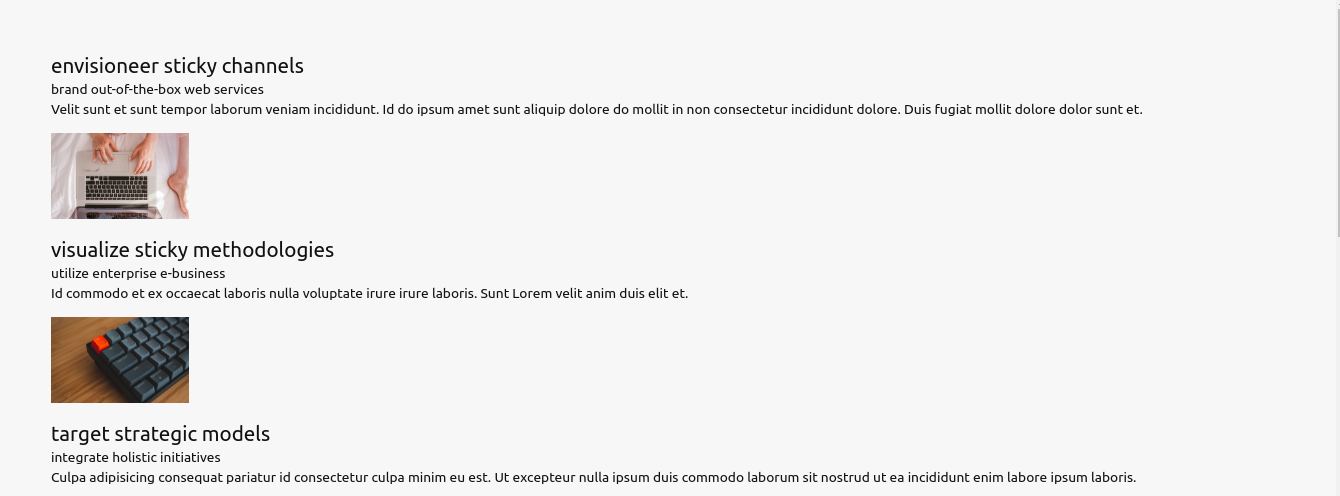 envisioneer sticky channels
brand out-of-the-box web services
Velit sunt et sunt tempor laborum veniam incididunt. Id do ipsum amet sunt aliquip dolore do mollit in non consectetur incididunt dolore. Duis fugiat mollit dolore dolor sunt et.
visualize sticky methodologies
utilize enterprise e-business
Id commodo et ex occaecat laboris nulla voluptate irure irure laboris. Sunt Lorem velit anim duis elit et.
target strategic models
integrate holistic initiatives
Culpa adipisicing consequat pariatur id consectetur culpa minim eu est. Ut excepteur nulla ipsum duis commodo laborum sit nostrud ut ea incididunt enim labore ipsum laboris.